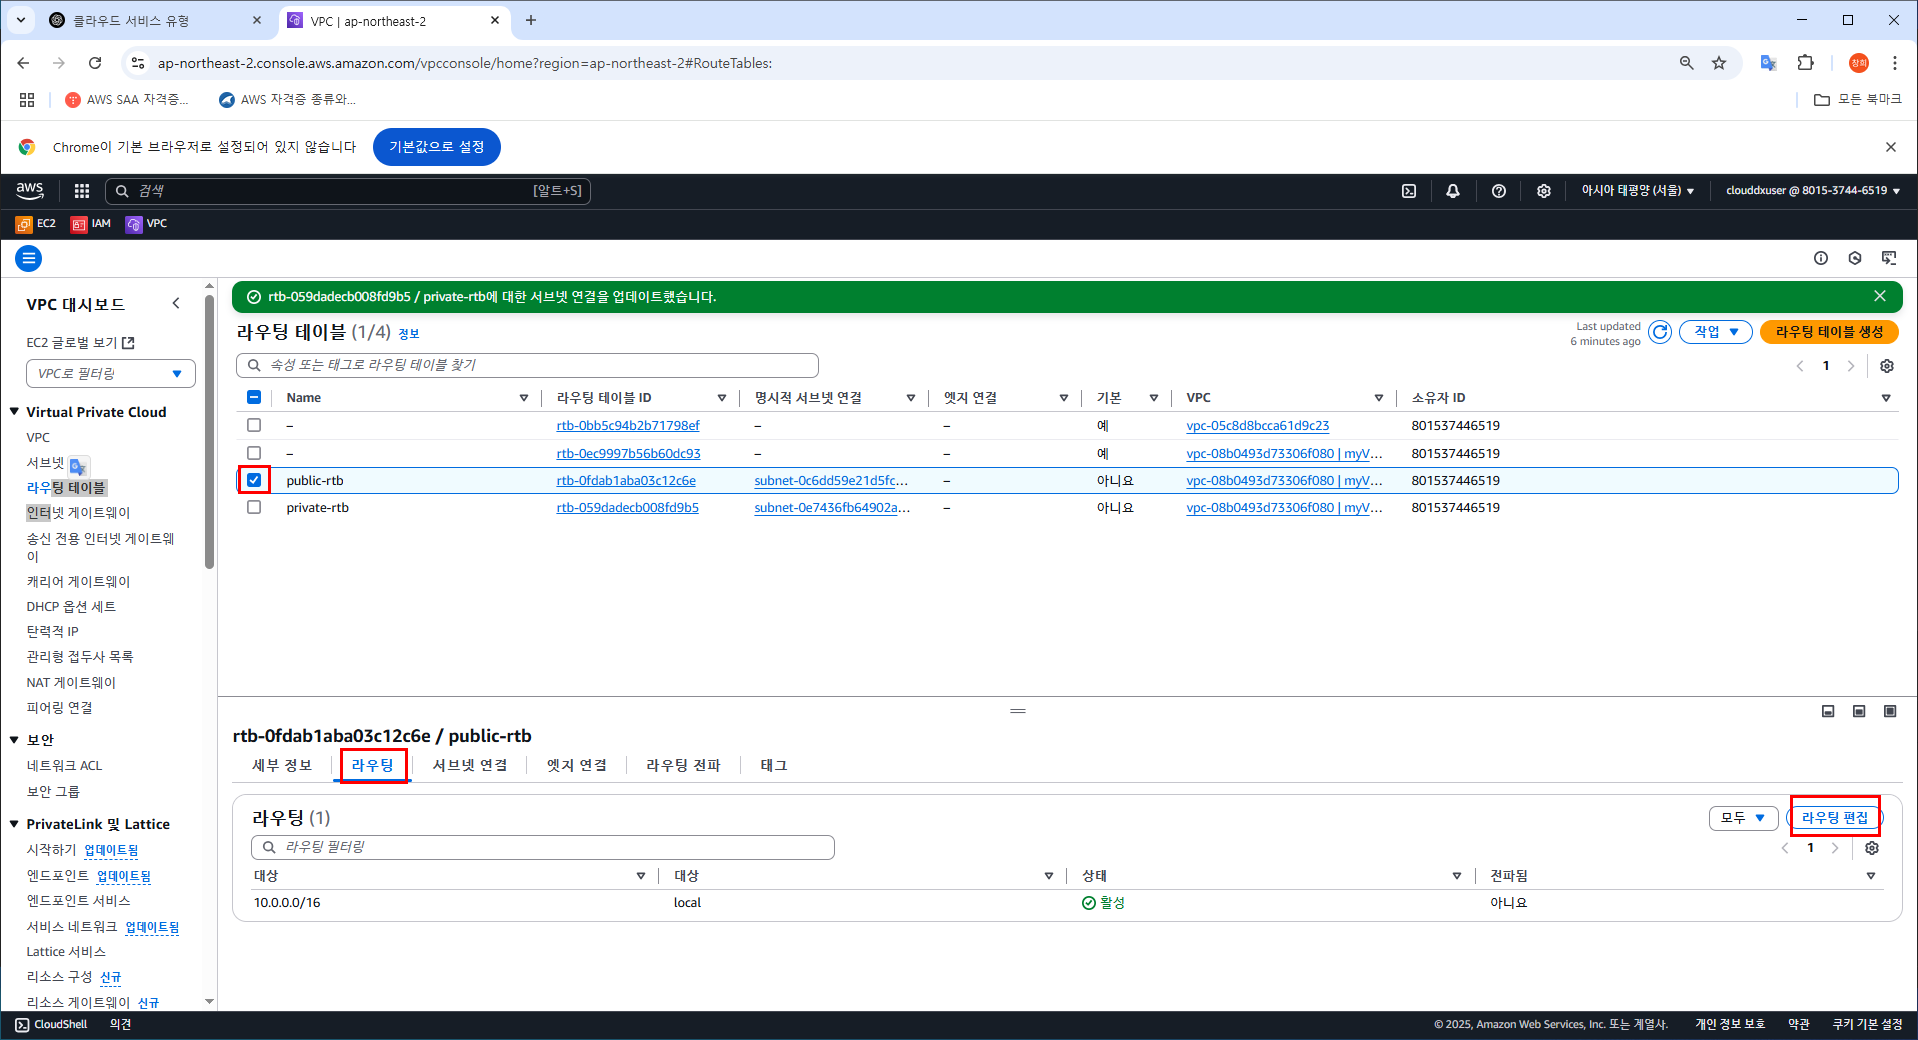 클라우드 서비스 유형
VPC | ap-northeast-2
ap-northeast-2.console.aws.amazon.com/vpcconsole/home?region=ap-northeast-2#RouteTables:
창희
AWS SAA 자격증...
AWS 자격증 종류와...
모든 북마크
Chrome이 기본 브라우저로 설정되어 있지 않습니다
기본값으로 설정
aws
검색
[알트+S]
아시아 태평양 (서울)
clouddxuser @ 8015-3744-6519
EC2
IAM
VPC
VPC 대시보드
EC2 글로벌 보기
VPC로 필터링
Virtual Private Cloud
VPC
서브넷
라우팅 테이블
인터넷 게이트웨이
송신 전용 인터넷 게이트웨
이
캐리어 게이트웨이
DHCP 옵션 세트
탄력적 IP
관리형 접두사 목록
NAT 게이트웨이
피어링 연결
보안
네트워크 ACL
보안 그룹
PrivateLink 및 Lattice
시작하기 업데이트됨
엔드포인트 업데이트됨
엔드포인트 서비스
서비스 네트워크 업데이트됨
Lattice 서비스
리소스 구성 신규
리소스 게이트웨이 신규
rtb-059dadecb008fd9b5 / private-rtb에 대한 서브넷 연결을 업데이트했습니다.
라우팅 테이블 (1/4) 정보
Last updated
6 minutes ago
작업
라우팅 테이블 생성
속성 또는 태그로 라우팅 테이블 찾기
1
Name 라우팅 테이블 ID 명시적 서브넷 연결 엣지 연결 기본 VPC 소유자 ID
– rtb-0bb5c94b2b71798ef – – 예 vpc-05c8d8bcca61d9c23 801537446519
– rtb-0ec9997b56b60dc93 – – 예 vpc-08b0493d73306f080 | myV... 801537446519
public-rtb rtb-0fdab1aba03c12c6e subnet-0c6dd59e21d5fc... – 아니요 vpc-08b0493d73306f080 | myV... 801537446519
private-rtb rtb-059dadecb008fd9b5 subnet-0e7436fb64902a... – 아니요 vpc-08b0493d73306f080 | myV... 801537446519
rtb-0fdab1aba03c12c6e / public-rtb
세부 정보
라우팅
서브넷 연결
엣지 연결
라우팅 전파
태그
라우팅 (1)
모두
라우팅 편집
라우팅 필터링
1
대상 대상 상태 전파됨
10.0.0.0/16 local 활성 아니요
CloudShell
의견
© 2025, Amazon Web Services, Inc. 또는 계열사.
개인 정보 보호
약관
쿠키 기본 설정